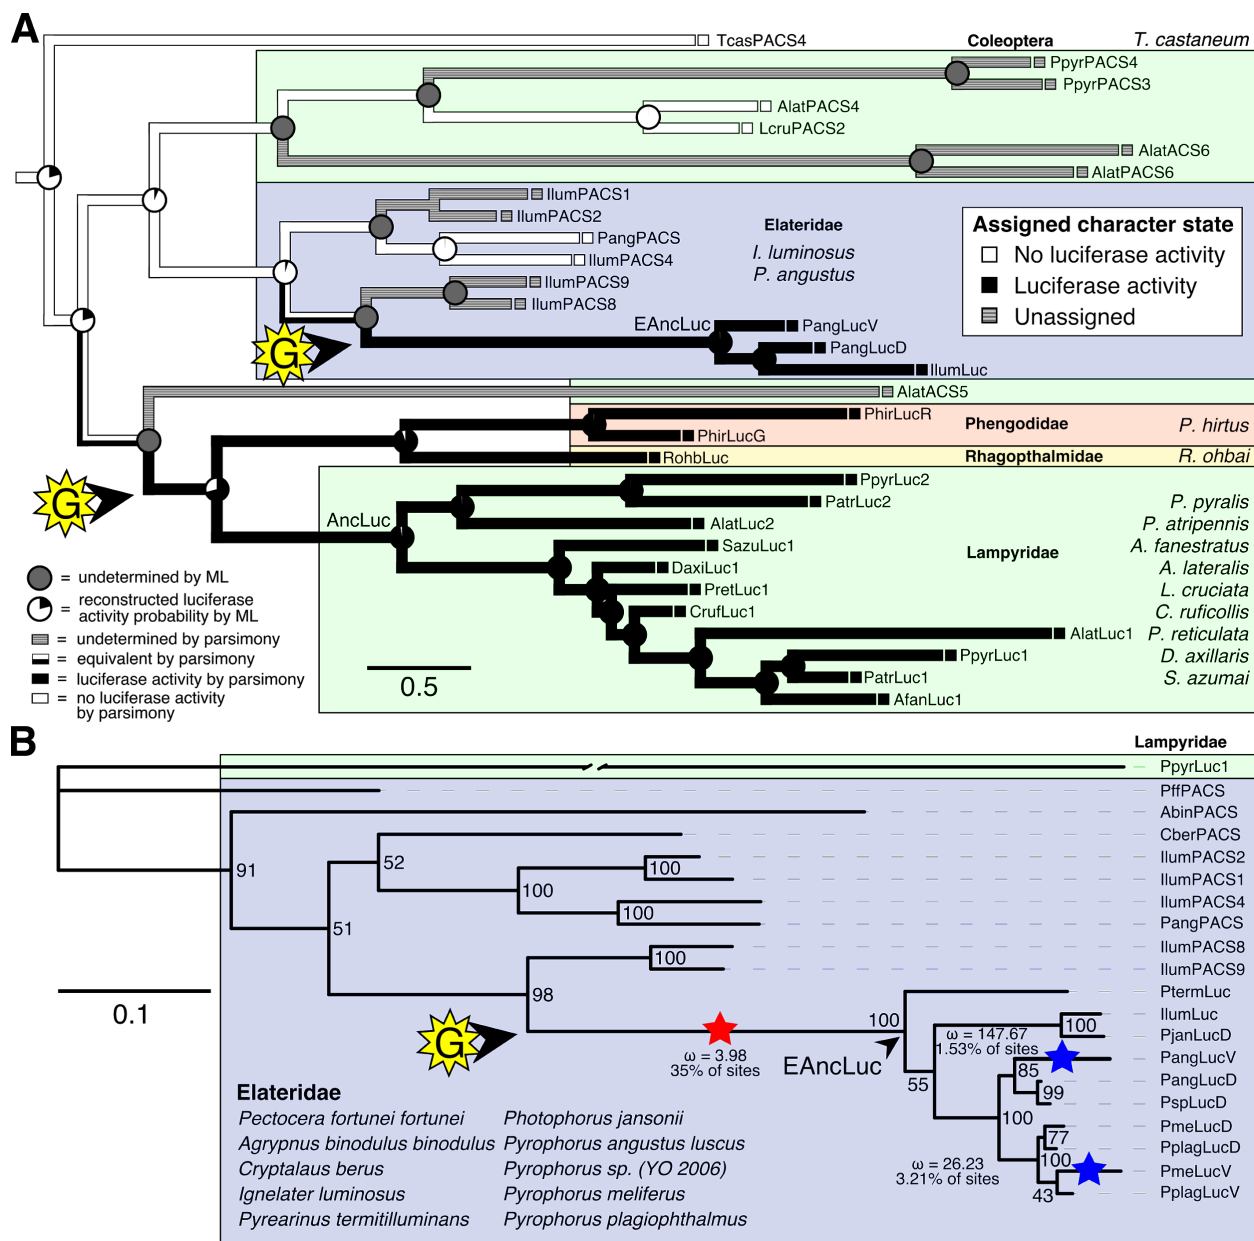 A
TcasPACS4
Coleoptera
T. castaneum
PpyrPACS4
PpyrPACS3
AlatPACS4
LcruPACS2
AlatACS6
AlatPACS6
IlumPACS1
IlumPACS2
PangPACS
IlumPACS4
IlumPACS9
IlumPACS8
Elateridae
I. luminosus
P. angustus
Assigned character state
No luciferase activity
Luciferase activity
Unassigned
G
EAncLuc
PangLucV
PangLucD
IlumLuc
AlatACS5
PhirLucR
PhirLucG
Phengodidae
P. hirtus
RohbLuc
Rhagopthalmidae
R. ohbai
G
AncLuc
PpyrLuc2
PatrLuc2
AlatLuc2
SazuLuc1
DaxiLuc1
PretLuc1
CrufLuc1
AlatLuc1
PpyrLuc1
PatrLuc1
AfanLuc1
Lampyridae
P. pyralis
P. atripennis
A. fanestratus
A. lateralis
L. cruciata
C. ruficollis
P. reticulata
D. axillaris
S. azumai
= undetermined by ML
= reconstructed luciferase
activity probability by ML
= undetermined by parsimony
= equivalent by parsimony
= luciferase activity by parsimony
= no luciferase activity
by parsimony
0.5
B
Lampyridae
PpyrLuc1
PffPACS
AbinPACS
CberPACS
IlumPACS2
IlumPACS1
IlumPACS4
PangPACS
IlumPACS8
IlumPACS9
PtermLuc
IlumLuc
PjanLucD
PangLucV
PangLucD
PspLucD
PmeLucD
PplagLucD
PmeLucV
PplagLucV
91
52
100
100
100
51
100
98
100
100
55
85
99
100
77
100
43
0.1
G
ω = 3.98
35% of sites
EAncLuc
ω = 147.67
1.53% of sites
ω = 26.23
3.21% of sites
Elateridae
Pectocera fortunei fortunei
Agrypnus binodulus binodulus
Cryptalaus berus
Ignelater luminosus
Pyrearinus termitilluminans
Photophorus jansonii
Pyrophorus angustus luscus
Pyrophorus sp. (YO 2006)
Pyrophorus meliferus
Pyrophorus plagiophthalmus